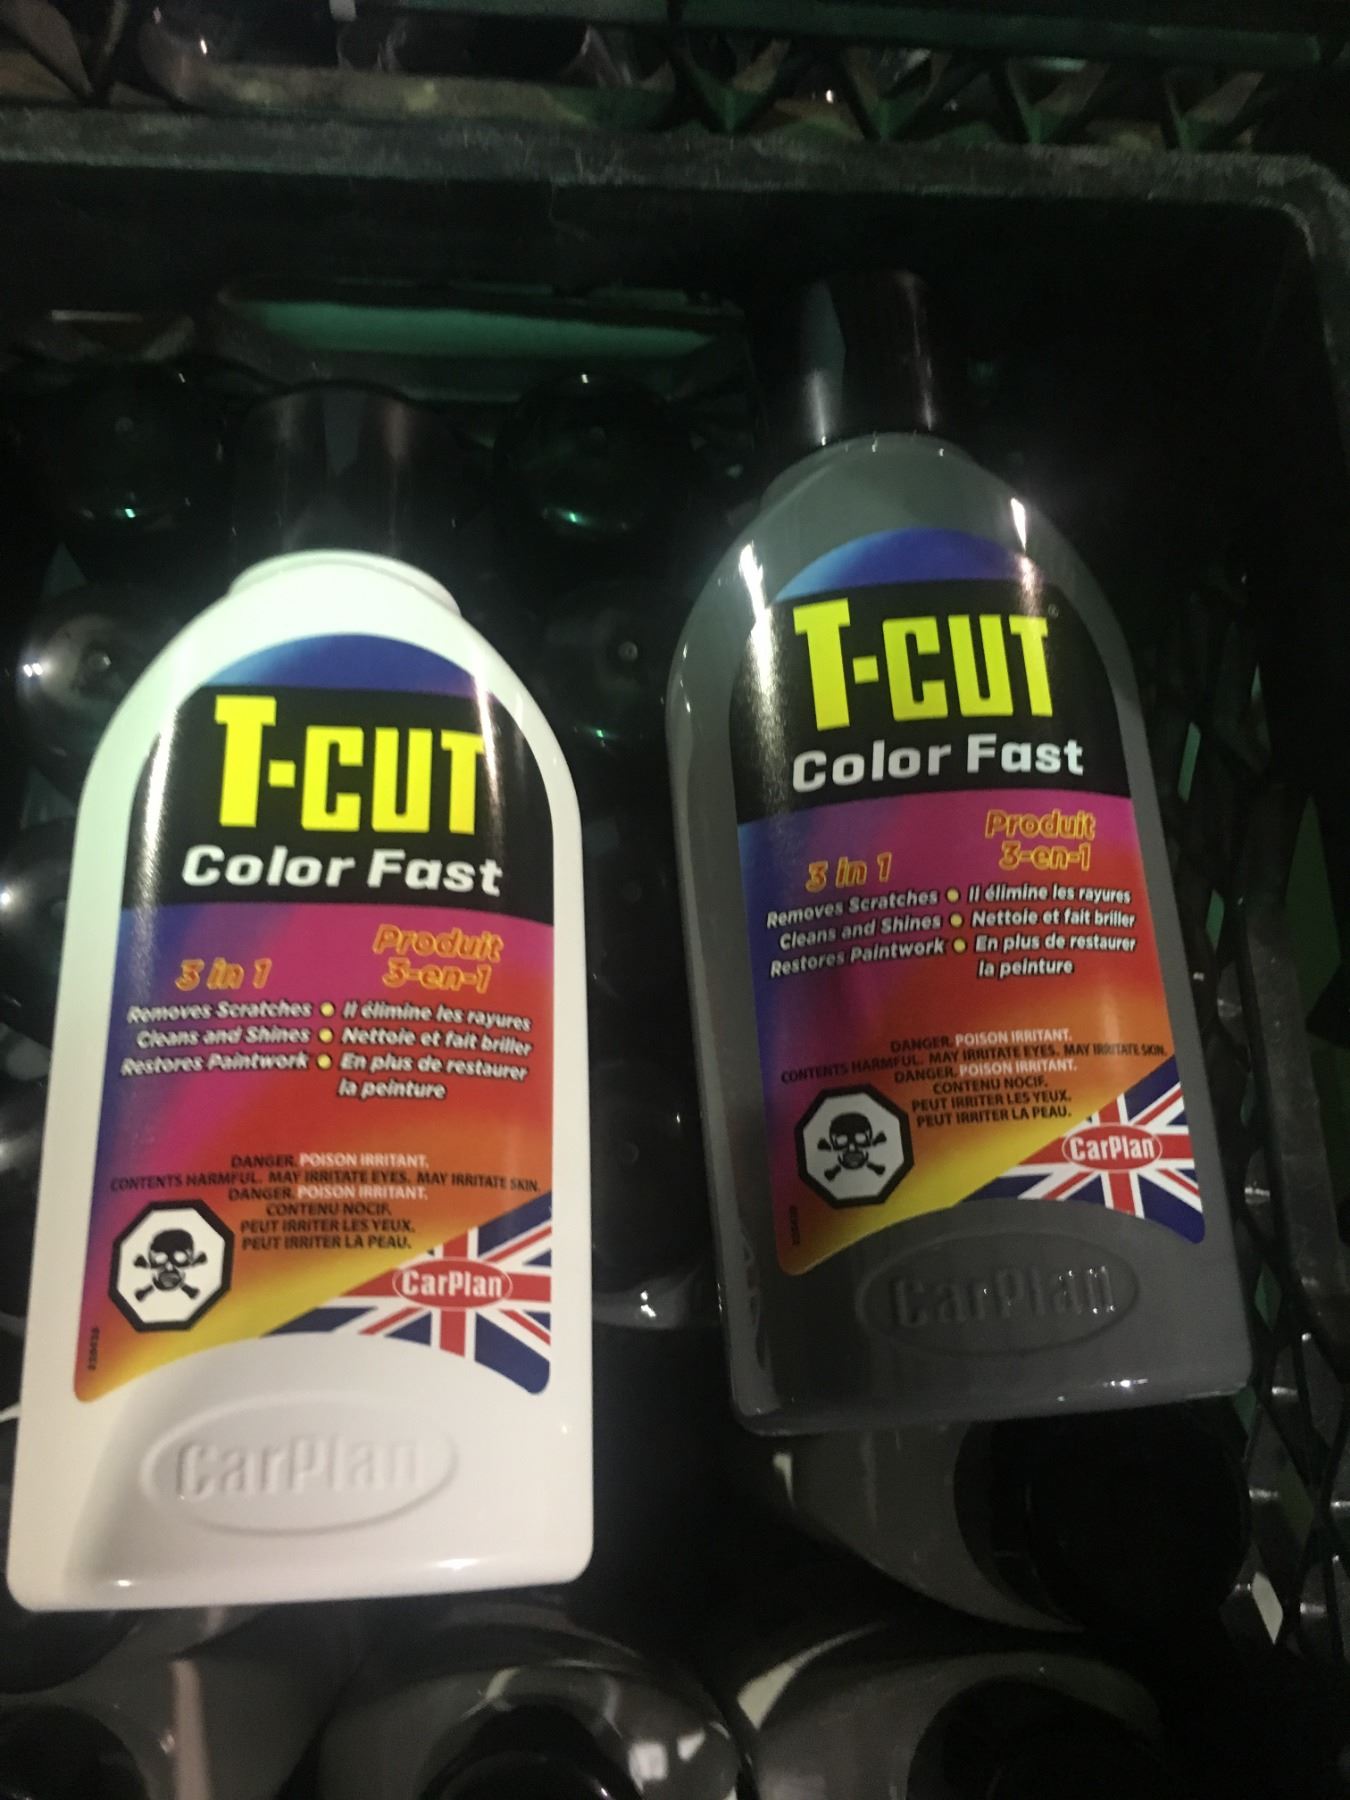 T-CUT
Color Fast
3 in 1
Produit
3-en-1
Removes Scratches • Il élimine les rayures
Cleans and Shines • Nettoie et fait briller
Restores Paintwork • En plus de restaurer
la peinture
DANGER. POISON IRRITANT.
CONTENTS HARMFUL. MAY IRRITATE EYES. MAY IRRITATE SKIN.
DANGER. POISON IRRITANT.
CONTENU NOCIF.
PEUT IRRITER LES YEUX.
PEUT IRRITER LA PEAU.
CarPlan
CarPlan
T-CUT®
Color Fast
3 in 1
Produit
3-en-1
Removes Scratches • Il élimine les rayures
Cleans and Shines • Nettoie et fait briller
Restores Paintwork • En plus de restaurer
la peinture
DANGER. POISON IRRITANT.
CONTENTS HARMFUL. MAY IRRITATE EYES. MAY IRRITATE SKIN.
DANGER. POISON IRRITANT.
CONTENU NOCIF.
PEUT IRRITER LES YEUX.
PEUT IRRITER LA PEAU.
CarPlan
CarPlan